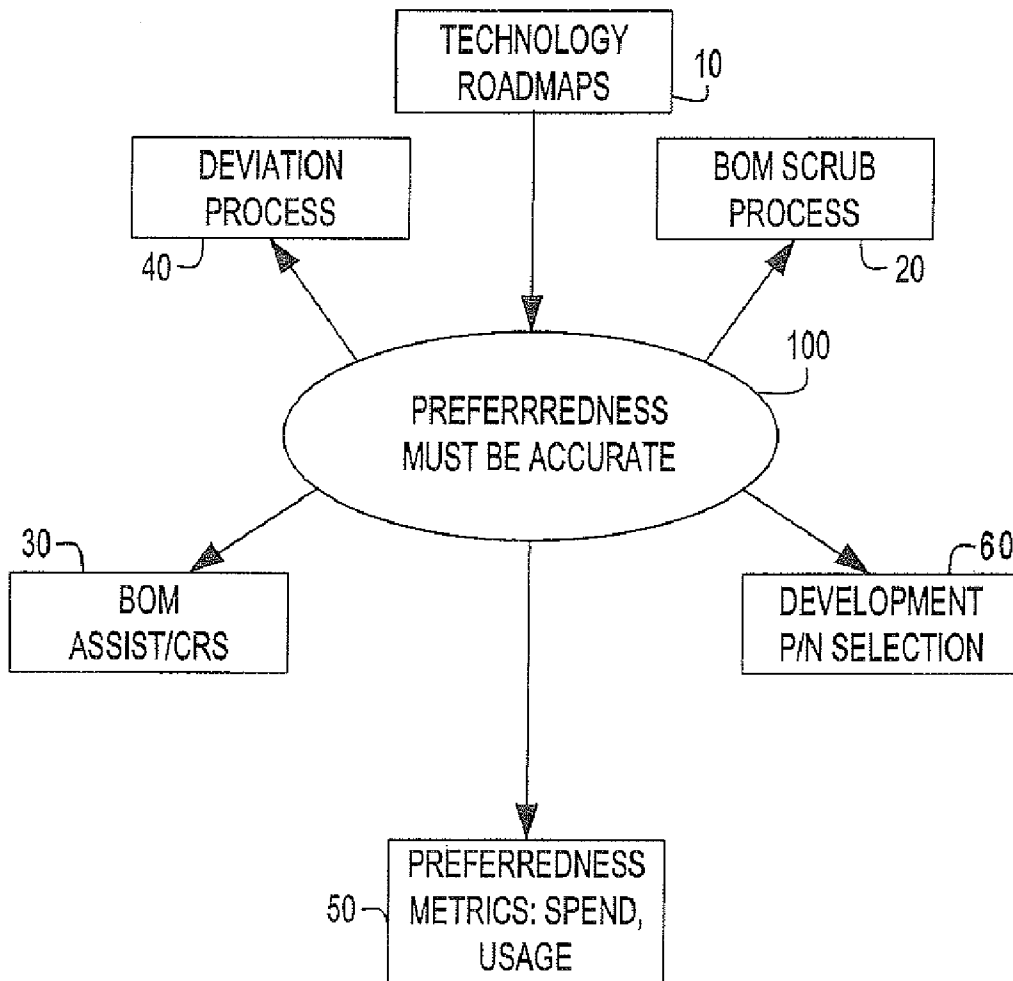 TECHNOLOGY
ROADMAPS
10
DEVIATION
PROCESS
40
BOM SCRUB
PROCESS
20
100
PREFERRREDNESS
MUST BE ACCURATE
30
BOM
ASSIST/CRS
60
DEVELOPMENT
P/N SELECTION
PREFERREDNESS
METRICS: SPEND,
USAGE
50